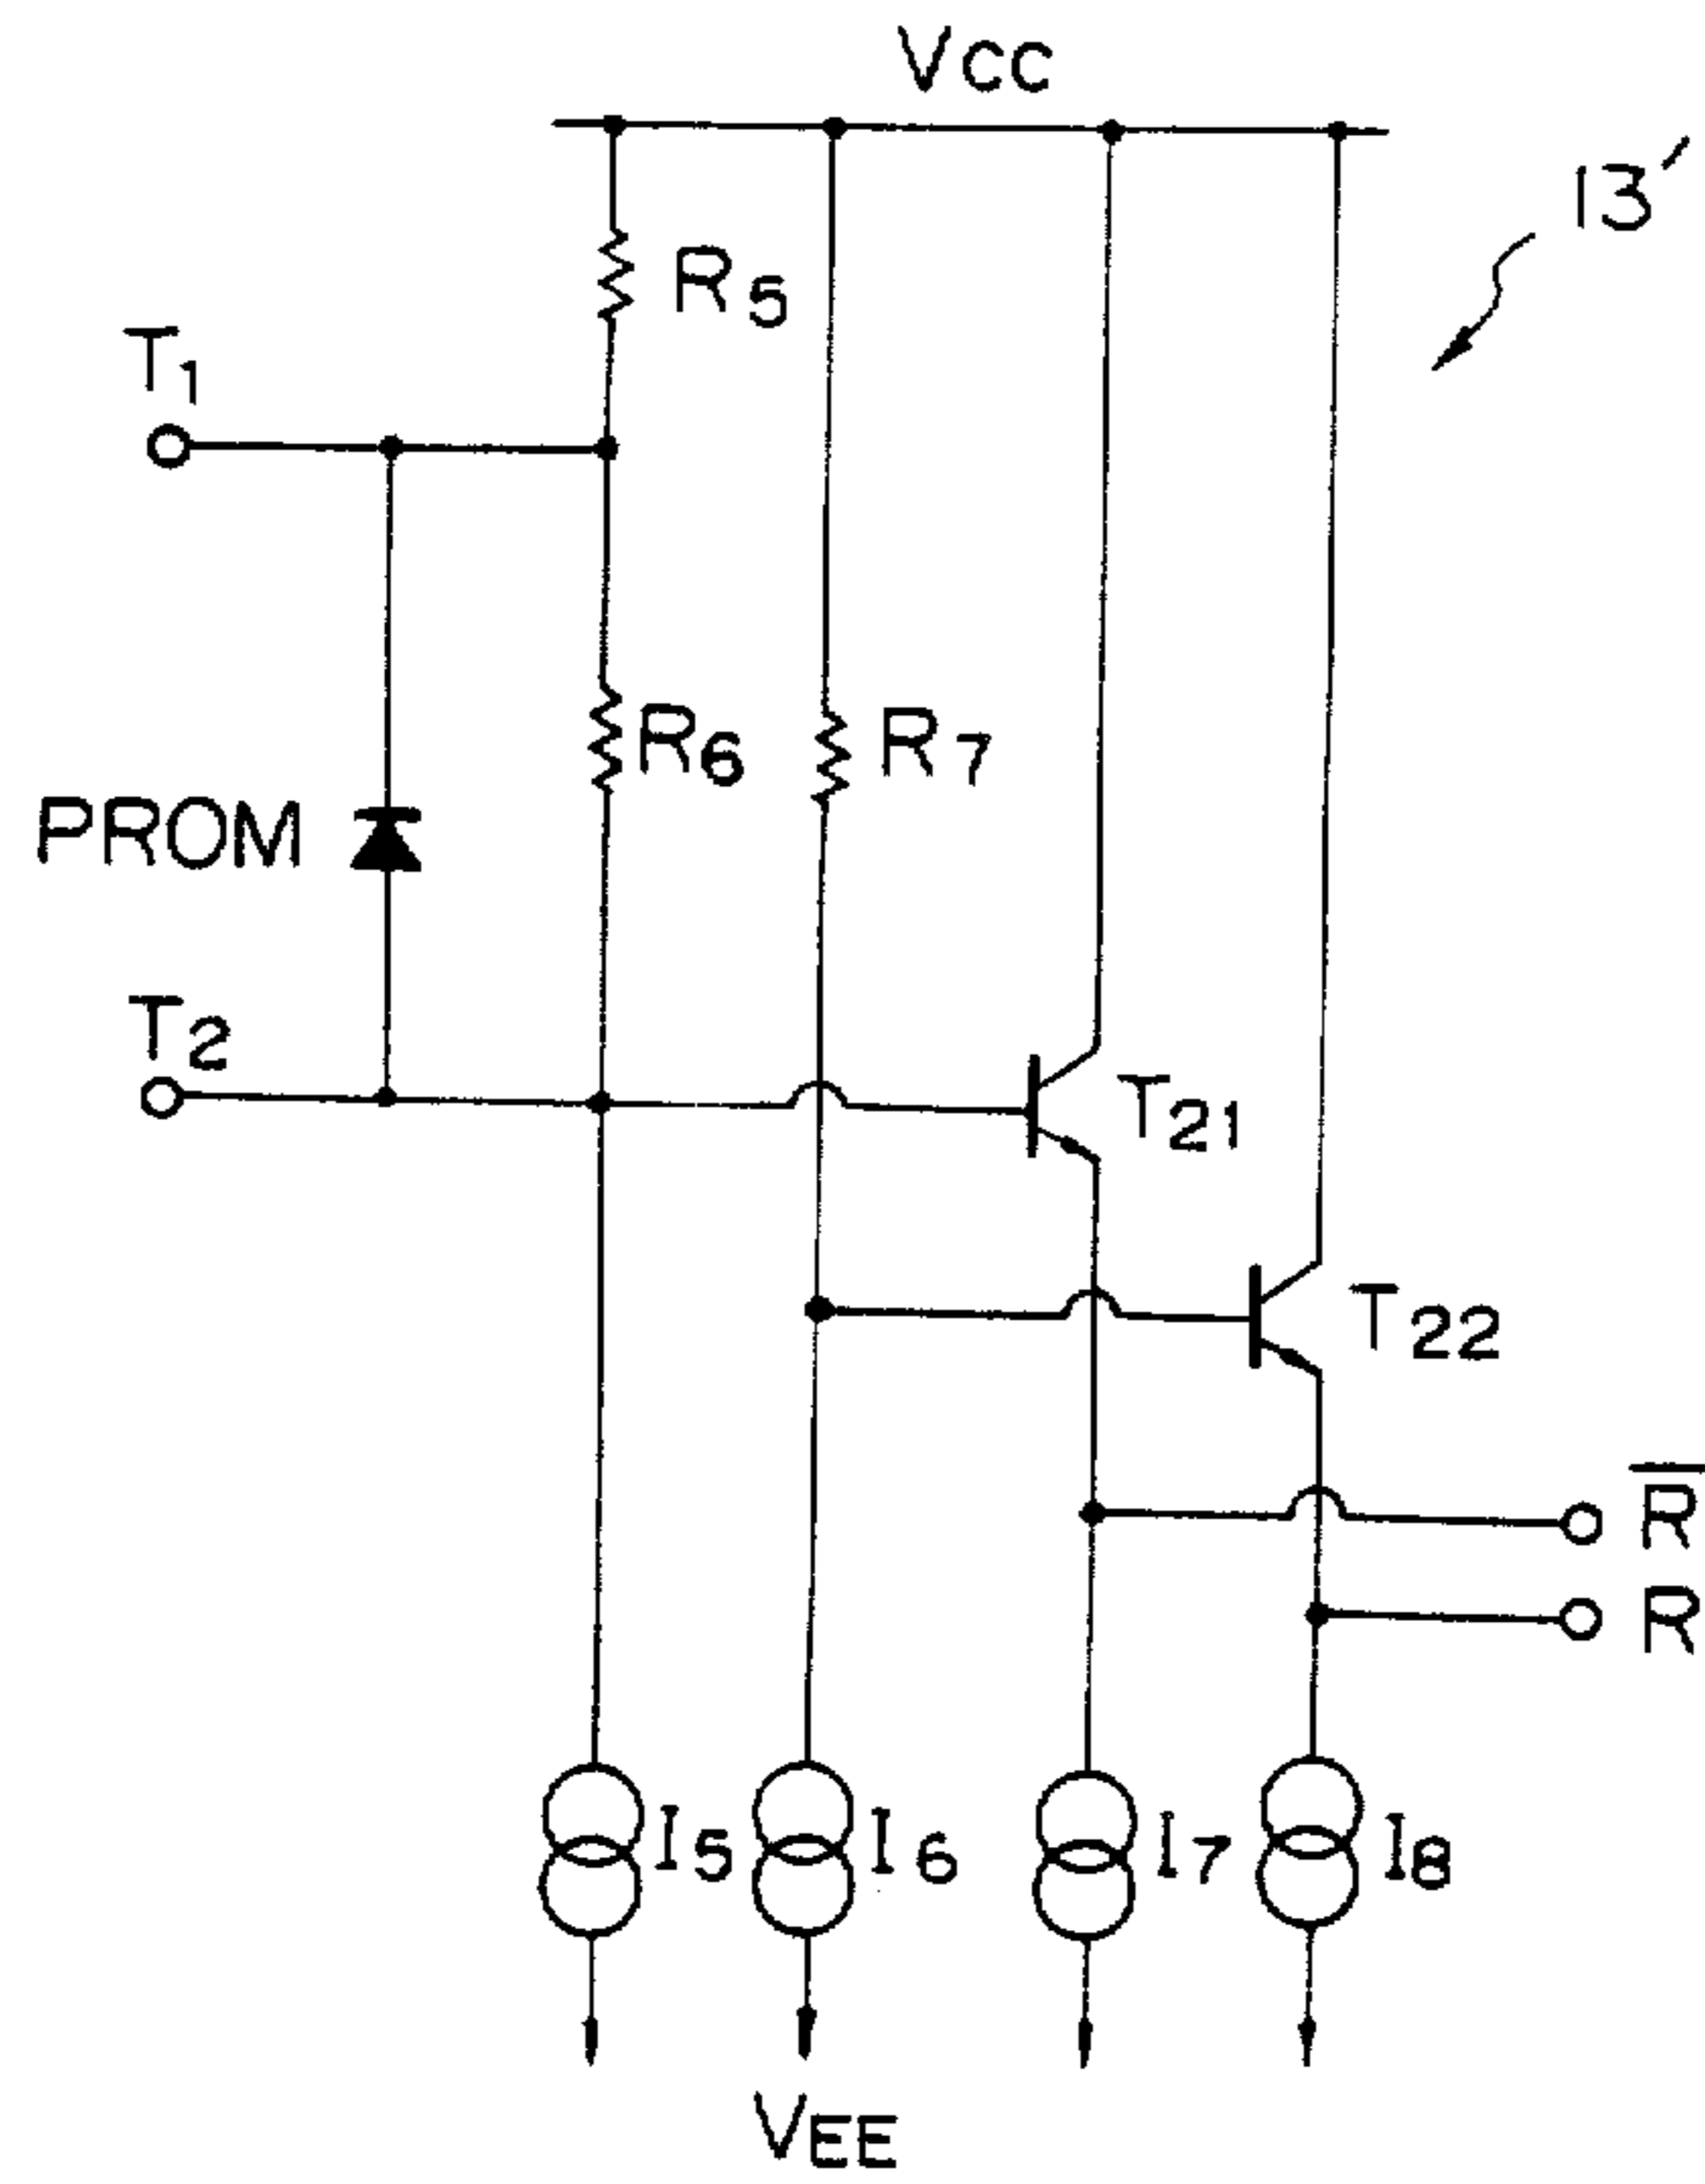 Vcc
13'
R5
T1
R6
R7
PROM
T2
T21
T22
R̅
R
I5
I6
I7
I8
VEE